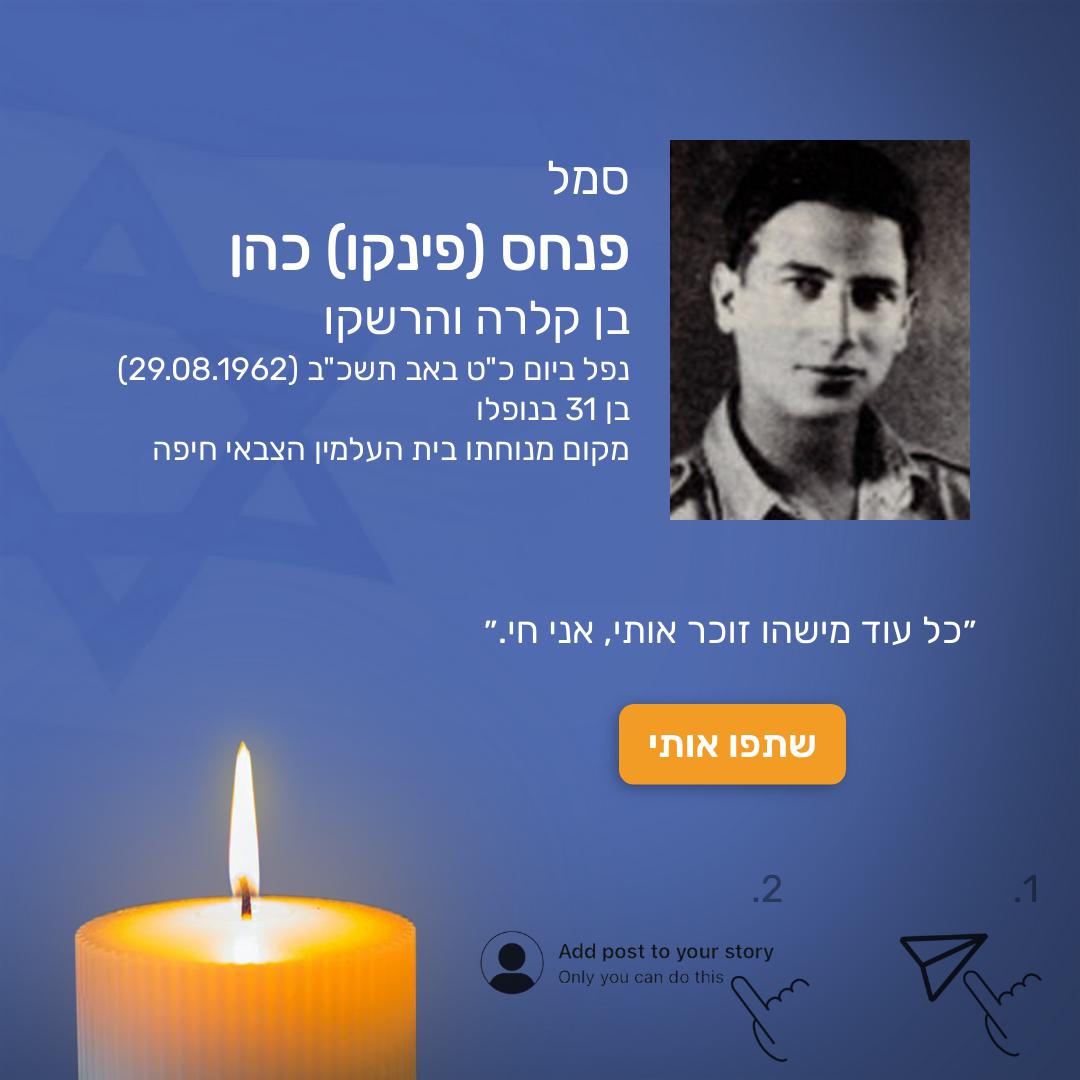 סמל
פנחס (פינקו) כהן
בן קלרה והרשקו
נפל ביום כ"ט באב תשכ"ב (29.08.1962)
בן 31 בנופלו
מקום מנוחתו בית העלמין הצבאי חיפה
״כל עוד מישהו זוכר אותי, אני חי.״
שתפו אותי
1.
2.
Add post to your story
Only you can do this